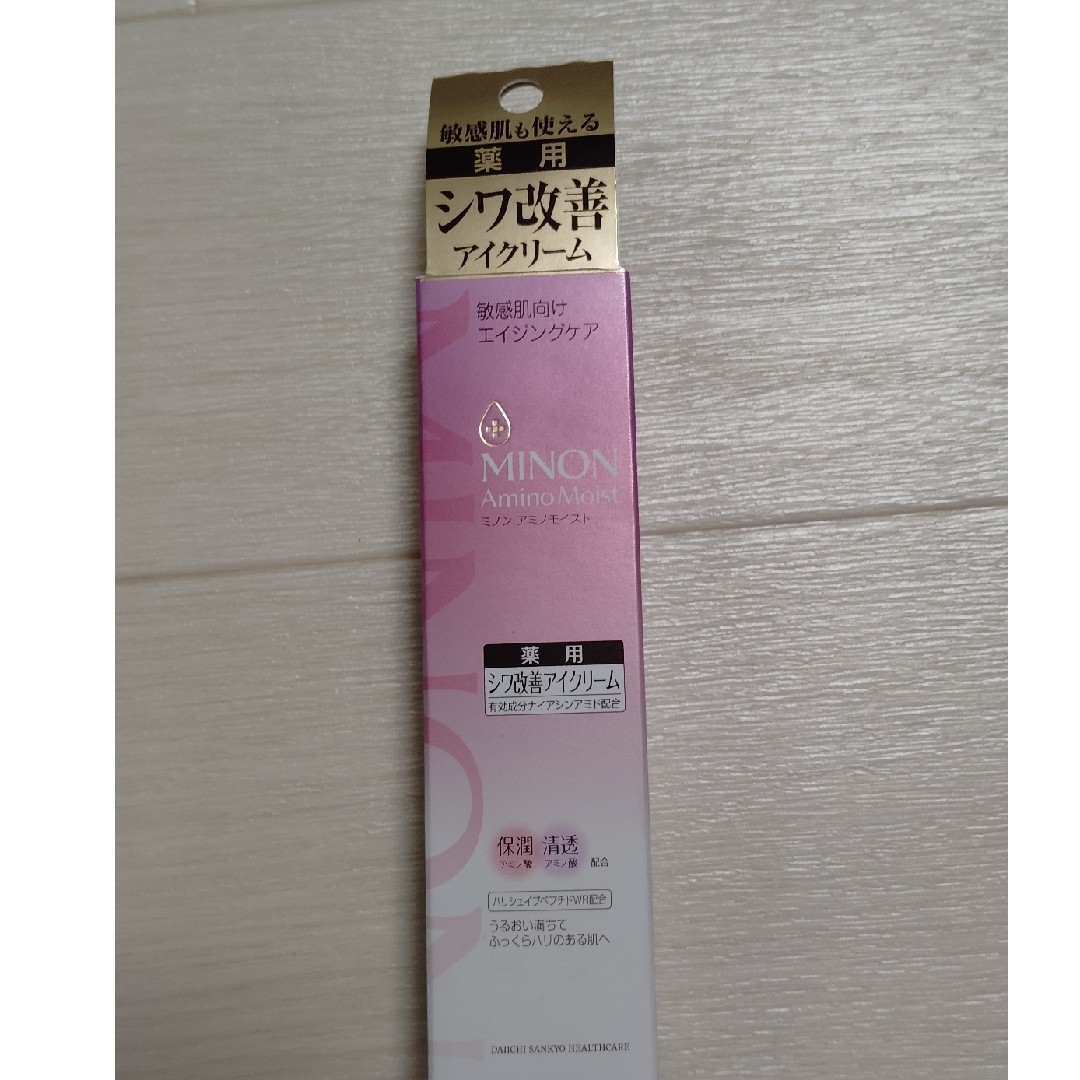 敏感肌も使える
薬用
シワ改善
アイクリーム
敏感肌向け
エイジングケア
MINON
Amino Moist
ミノン アミノモイスト
薬用
シワ改善アイクリーム
有効成分ナイアシンアミド配合
保潤 清透
アミノ酸 アミノ酸 配合
ハリシェイプペプチドWR配合
うるおい満ちて
ふっくらハリのある肌へ
DAIICHI SANKYO HEALTHCARE
MINON